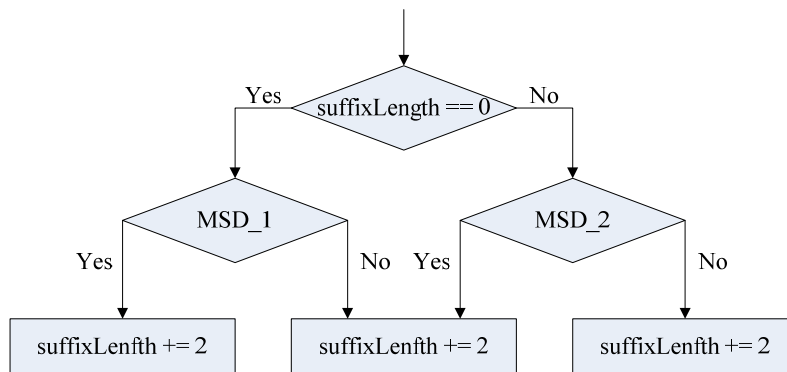 Yes
No
suffixLength == 0
MSD_1
MSD_2
Yes
No
Yes
No
suffixLenfth += 2
suffixLenfth += 2
suffixLenfth += 2